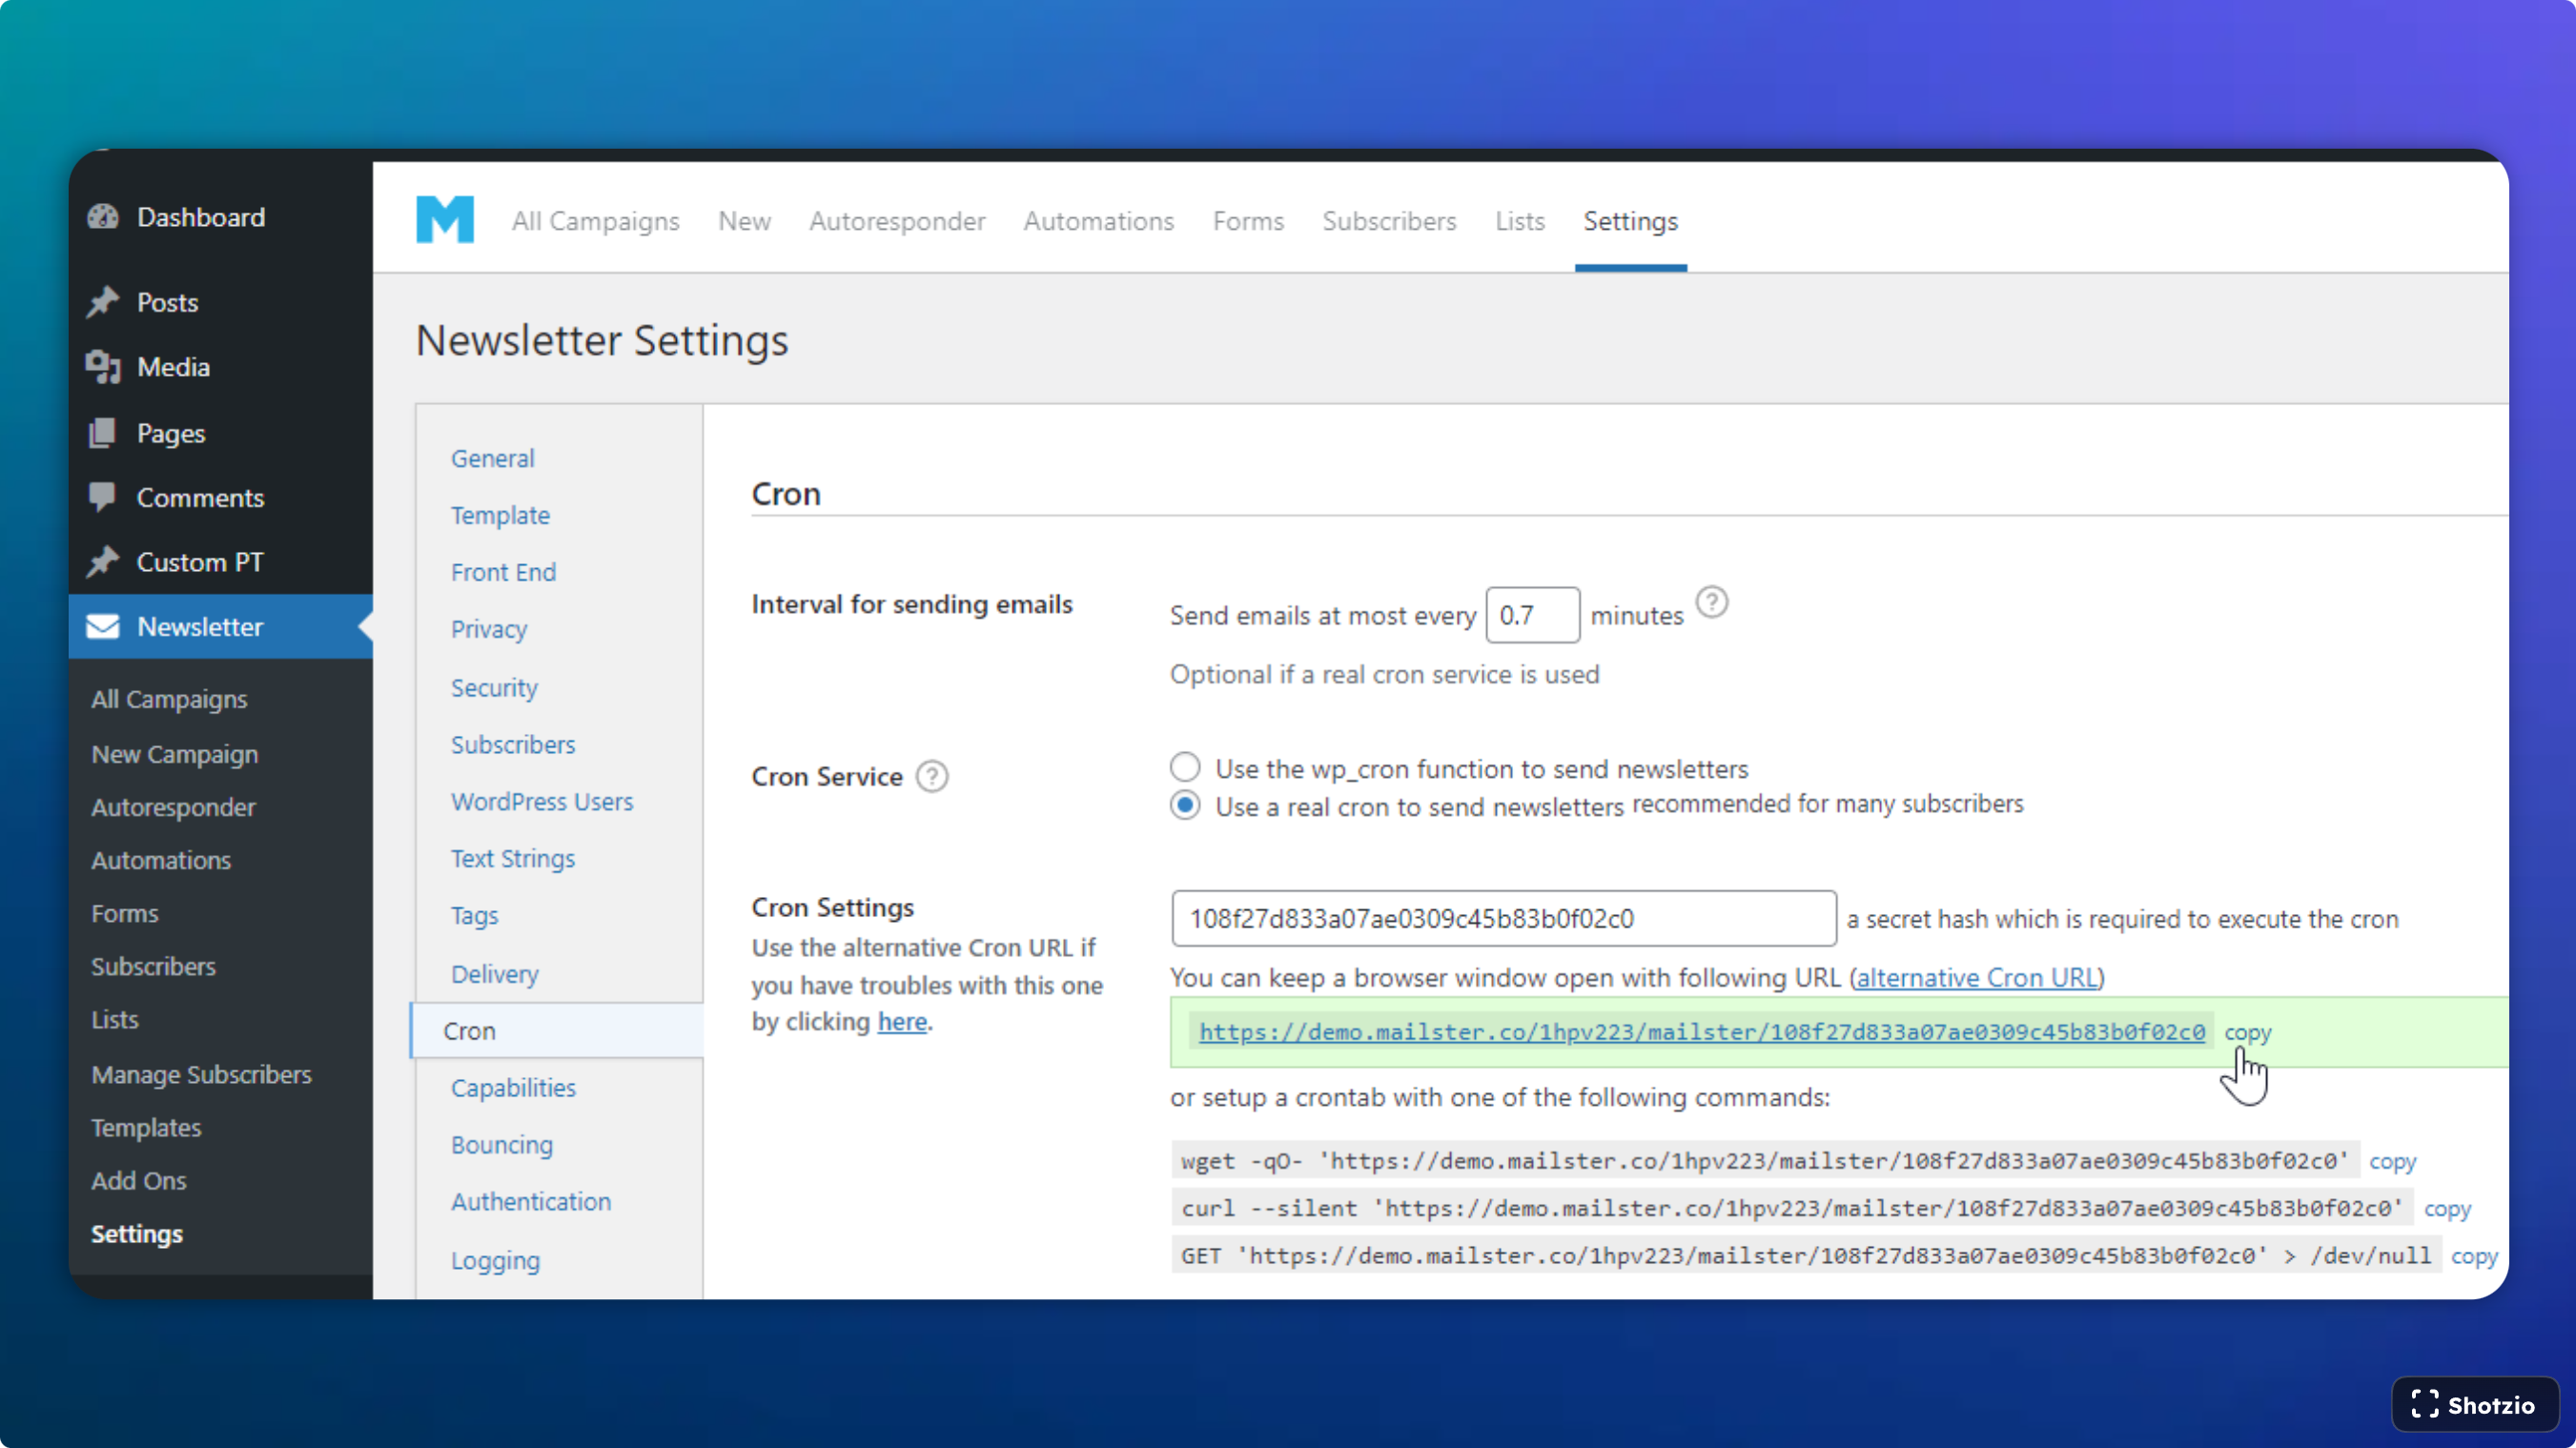 Dashboard
Posts
Media
Pages
Comments
Custom PT
Newsletter
All Campaigns
New Campaign
Autoresponder
Automations
Forms
Subscribers
Lists
Manage Subscribers
Templates
Add Ons
Settings
M All Campaigns New Autoresponder Automations Forms Subscribers Lists Settings
Newsletter Settings
General
Template
Front End
Privacy
Security
Subscribers
WordPress Users
Text Strings
Tags
Delivery
Cron
Capabilities
Bouncing
Authentication
Logging
Cron
Interval for sending emails
Send emails at most every 0.7 minutes ?
Optional if a real cron service is used
Cron Service ?
Use the wp_cron function to send newsletters
Use a real cron to send newsletters recommended for many subscribers
Cron Settings
Use the alternative Cron URL if
you have troubles with this one
by clicking here.
108f27d833a07ae0309c45b83b0f02c0 a secret hash which is required to execute the cron
You can keep a browser window open with following URL (alternative Cron URL)
https://demo.mailster.co/1hpv223/mailster/108f27d833a07ae0309c45b83b0f02c0 copy
or setup a crontab with one of the following commands:
wget -qO- 'https://demo.mailster.co/1hpv223/mailster/108f27d833a07ae0309c45b83b0f02c0' copy
curl --silent 'https://demo.mailster.co/1hpv223/mailster/108f27d833a07ae0309c45b83b0f02c0' copy
GET 'https://demo.mailster.co/1hpv223/mailster/108f27d833a07ae0309c45b83b0f02c0' > /dev/null copy
Shotzio